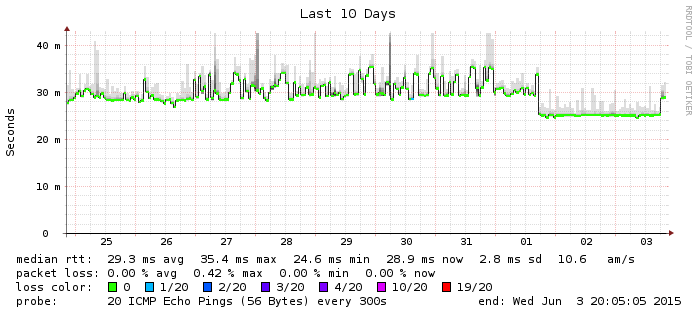 Last 10 Days
RRDTOOL / TOBI OETIKER
Seconds
40 m
30 m
20 m
10 m
0
25 26 27 28 29 30 31 01 02 03
median rtt: 29.3 ms avg 35.4 ms max 24.6 ms min 28.9 ms now 2.8 ms sd 10.6 am/s
packet loss: 0.00 % avg 0.42 % max 0.00 % min 0.00 % now
loss color: 0 1/20 2/20 3/20 4/20 10/20 19/20
probe: 20 ICMP Echo Pings (56 Bytes) every 300s end: Wed Jun 3 20:05:05 2015